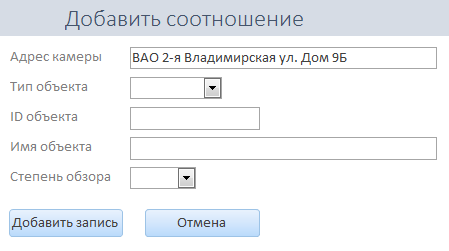 Добавить соотношение
Адрес камеры ВАО 2-я Владимирская ул. Дом 9Б
Тип объекта
ID объекта
Имя объекта
Степень обзора
Добавить запись Отмена